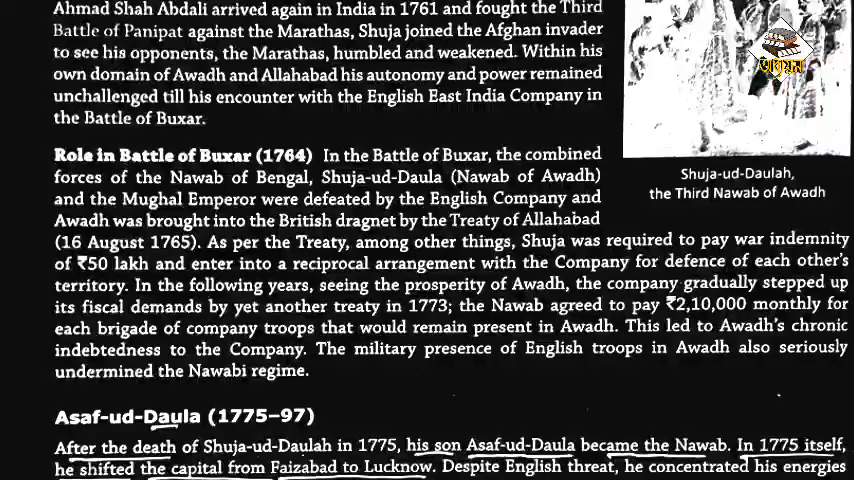 Ahmad Shah Abdali arrived again in India in 1761 and fought the Third
Battle of Panipat against the Marathas, Shuja joined the Afghan invader
to see his opponents, the Marathas, humbled and weakened. Within his
own domain of Awadh and Allahabad his autonomy and power remained
unchallenged till his encounter with the English East India Company in
the Battle of Buxar.
Role in Battle of Buxar (1764) In the Battle of Buxar, the combined
forces of the Nawab of Bengal, Shuja-ud-Daula (Nawab of Awadh)
and the Mughal Emperor were defeated by the English Company and
Awadh was brought into the British dragnet by the Treaty of Allahabad
(16 August 1765). As per the Treaty, among other things, Shuja was required to pay war indemnity
of ₹50 lakh and enter into a reciprocal arrangement with the Company for defence of each other's
territory. In the following years, seeing the prosperity of Awadh, the company gradually stepped up
its fiscal demands by yet another treaty in 1773; the Nawab agreed to pay ₹2,10,000 monthly for
each brigade of company troops that would remain present in Awadh. This led to Awadh's chronic
indebtedness to the Company. The military presence of English troops in Awadh also seriously
undermined the Nawabi regime.
Asaf-ud-Daula (1775–97)
After the death of Shuja-ud-Daulah in 1775, his son Asaf-ud-Daula became the Nawab. In 1775 itself,
he shifted the capital from Faizabad to Lucknow. Despite English threat, he concentrated his energies
Shuja-ud-Daulah,
the Third Nawab of Awadh